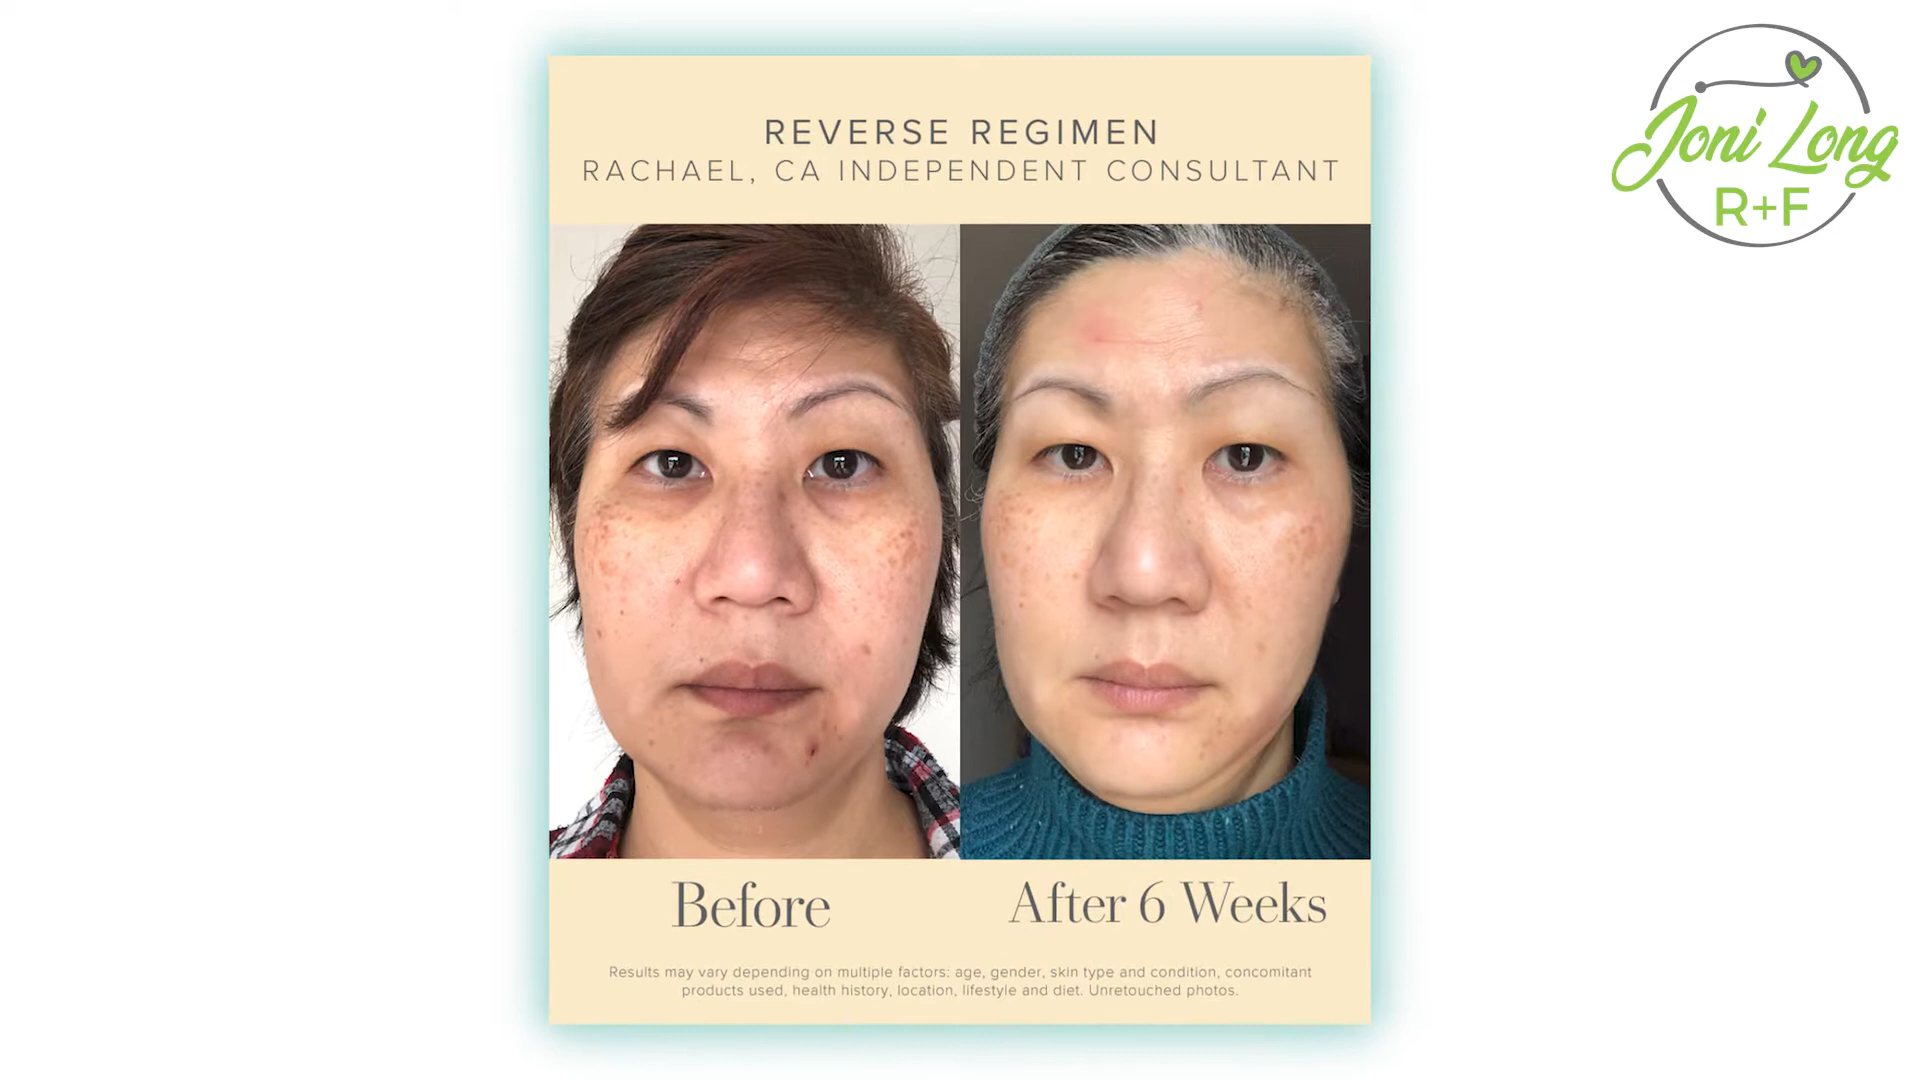 REVERSE REGIMEN
RACHAEL, CA INDEPENDENT CONSULTANT
Joni Long
R+F
Before
After 6 Weeks
Results may vary depending on multiple factors: age, gender, skin type and condition, concomitant
products used, health history, location, lifestyle and diet. Unretouched photos.